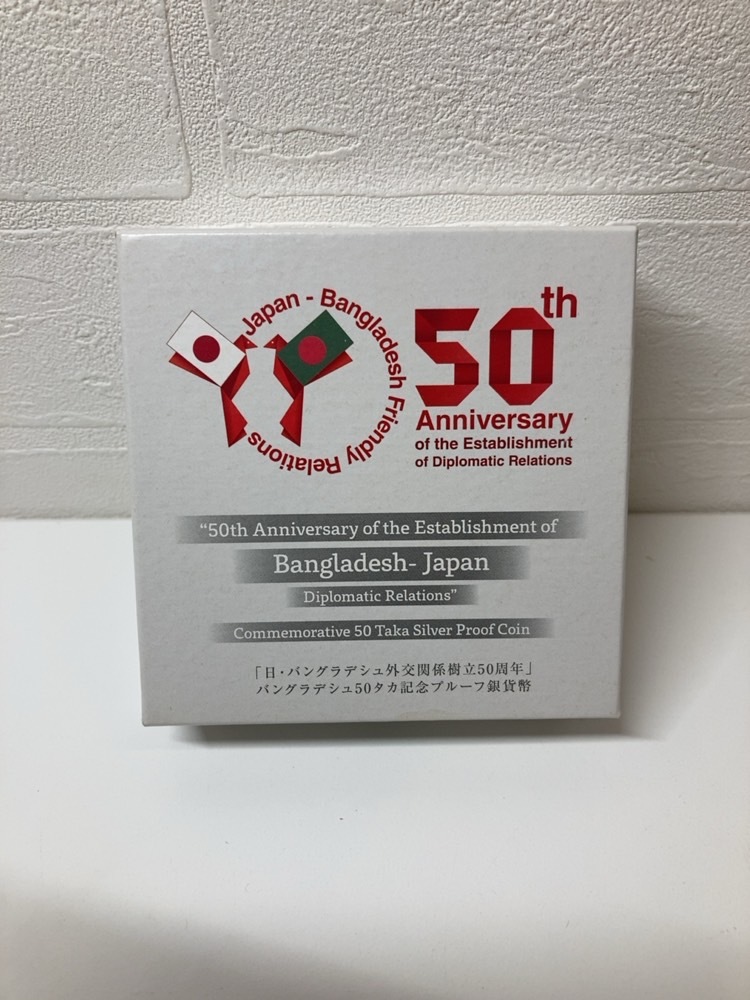 Japan - Bangladesh Friendly Relations
50th
Anniversary
of the Establishment
of Diplomatic Relations
“50th Anniversary of the Establishment of
Bangladesh- Japan
Diplomatic Relations”
Commemorative 50 Taka Silver Proof Coin
「日・バングラデシュ外交関係樹立50周年」
バングラデシュ50タカ記念プルーフ銀貨幣